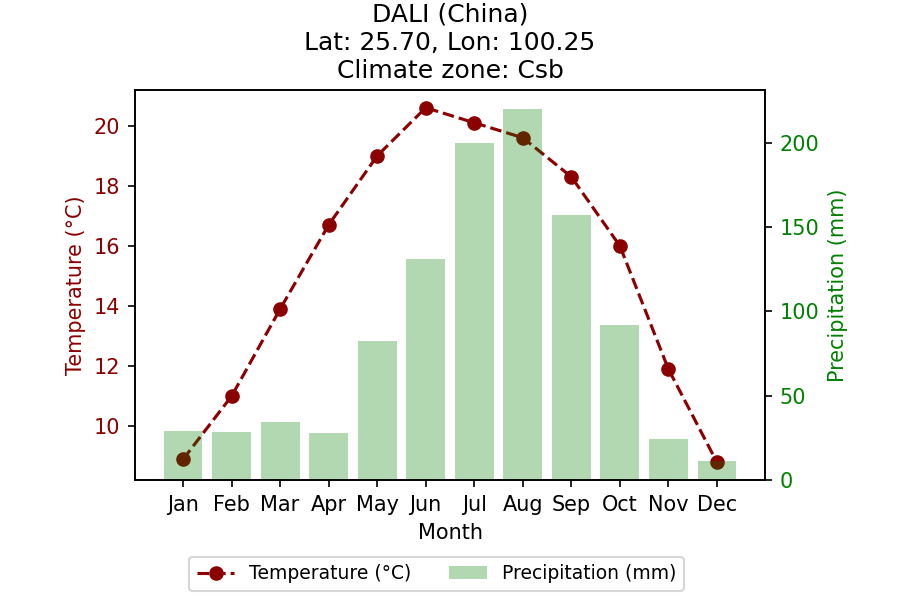 DALI (China)
Lat: 25.70, Lon: 100.25
Climate zone: Csb
Temperature (°C)
20
18
16
14
12
10
200
150
100
50
0
Precipitation (mm)
Jan Feb Mar Apr May Jun Jul Aug Sep Oct Nov Dec
Month
Temperature (°C) Precipitation (mm)